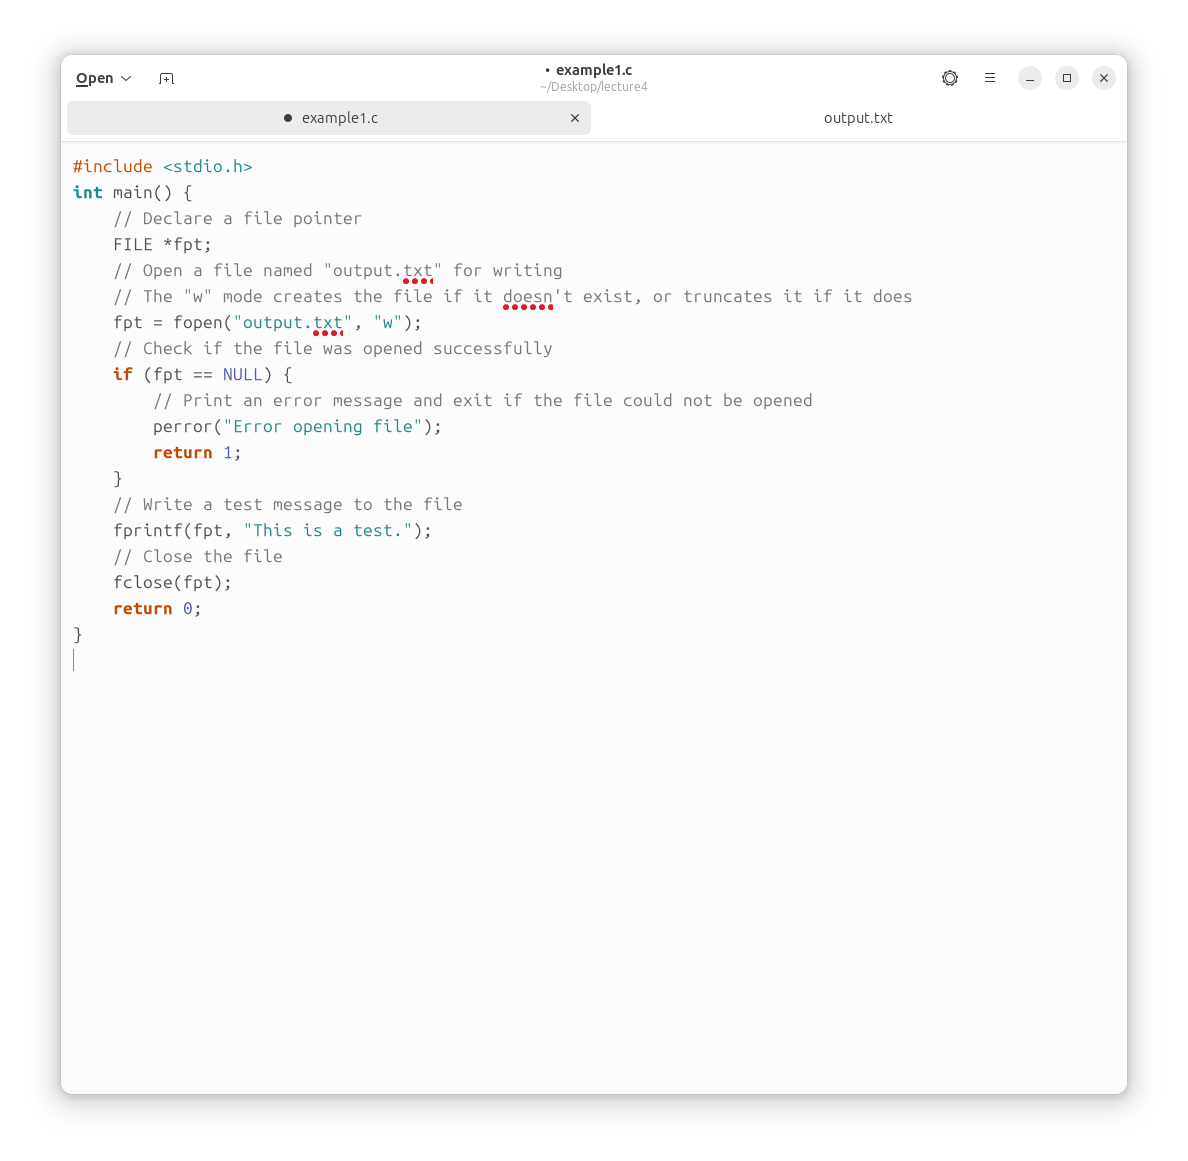 Open
• example1.c
~/Desktop/lecture4
example1.c
output.txt
#include <stdio.h>
int main() {
    // Declare a file pointer
    FILE *fpt;
    // Open a file named "output.txt" for writing
    // The "w" mode creates the file if it doesn't exist, or truncates it if it does
    fpt = fopen("output.txt", "w");
    // Check if the file was opened successfully
    if (fpt == NULL) {
        // Print an error message and exit if the file could not be opened
        perror("Error opening file");
        return 1;
    }
    // Write a test message to the file
    fprintf(fpt, "This is a test.");
    // Close the file
    fclose(fpt);
    return 0;
}